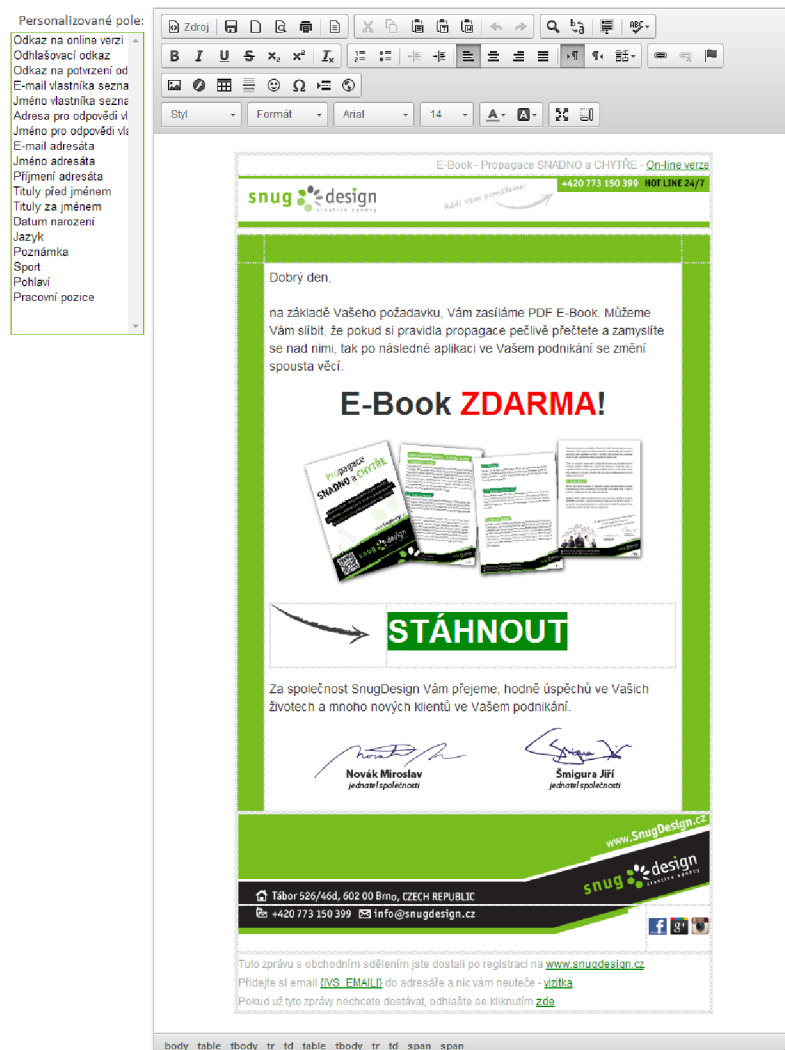 Personalizované pole:
Odkaz na online verzi
Odhlašovací odkaz
Odkaz na potvrzení od
E-mail vlastníka sezna
Jméno vlastníka sezna
Adresa pro odpovědi vl
Jméno pro odpovědi vla
E-mail adresáta
Jméno adresáta
Příjmení adresáta
Tituly před jménem
Tituly za jménem
Datum narození
Jazyk
Poznámka
Sport
Pohlaví
Pracovní pozice
Zdroj
Styl Formát Arial 14
E-Book - Propagace SNADNO a CHYTŘE - On-line verze
snug design
creative agency
Rádi Vám pomůžeme!
+420 773 150 399 HOT LINE 24/7
Dobrý den,
na základě Vašeho požadavku, Vám zasíláme PDF E-Book. Můžeme
Vám slíbit, že pokud si pravidla propagace pečlivě přečtete a zamyslíte
se nad nimi, tak po následné aplikaci ve Vašem podnikání se změní
spousta věcí.
E-Book ZDARMA!
Propagace
SNADNO a CHYTŘE
snug design
STÁHNOUT
Za společnost SnugDesign Vám přejeme, hodně úspěchů ve Vašich
životech a mnoho nových klientů ve Vašem podnikání.
Novák Miroslav
jednatel společnosti
Šmigura Jiří
jednatel společnosti
www.SnugDesign.cz
snug design
creative agency
Tábor 526/46d, 602 00 Brno, CZECH REPUBLIC
+420 773 150 399 info@snugdesign.cz
Tuto zprávu s obchodním sdělením jste dostali po registraci na www.snugdesign.cz.
Přidejte si email {|VS_EMAIL|} do adresáře a nic vám neuteče - vizitka.
Pokud už tyto zprávy nechcete dostávat, odhlašte se kliknutím zde
body table tbody tr td table tbody tr td span span